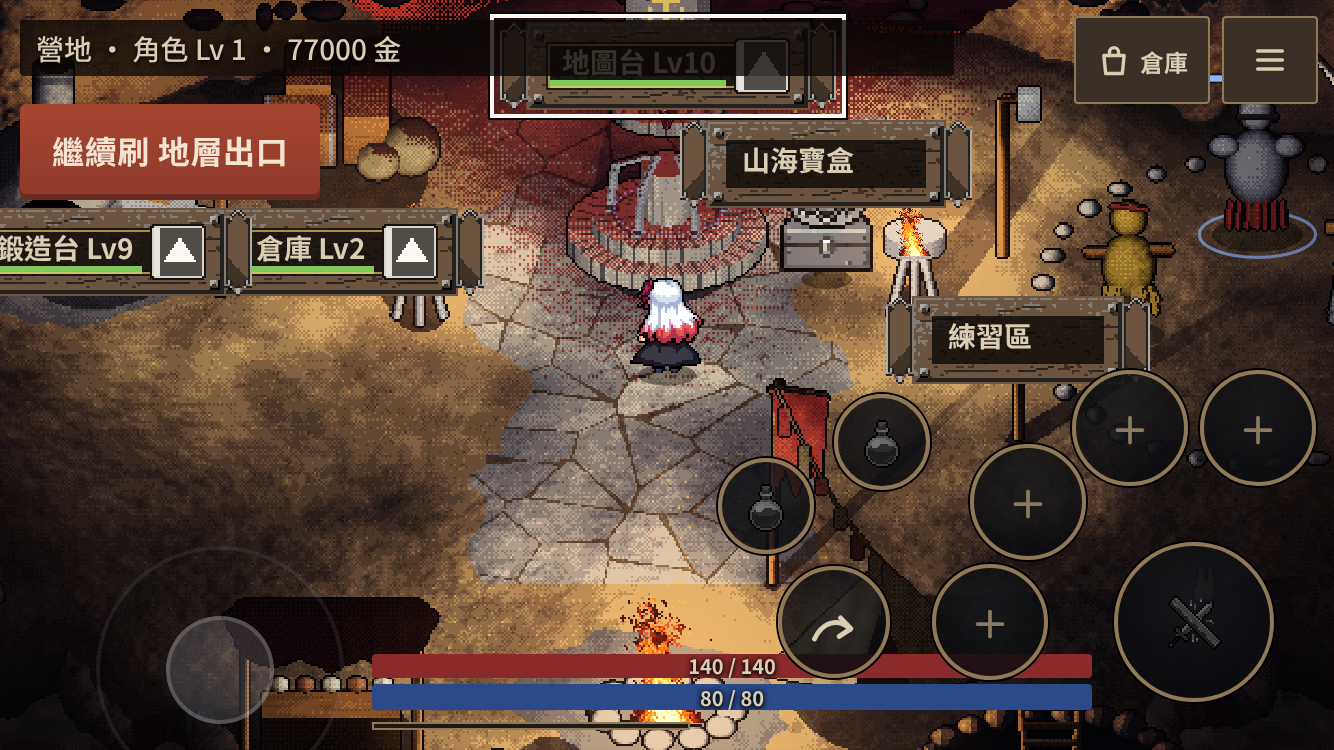 營地 • 角色 Lv 1 • 77000 金
地圖台 Lv10
倉庫
繼續刷 地層出口
山海寶盒
鍛造台 Lv9
倉庫 Lv2
練習區
140 / 140
80 / 80